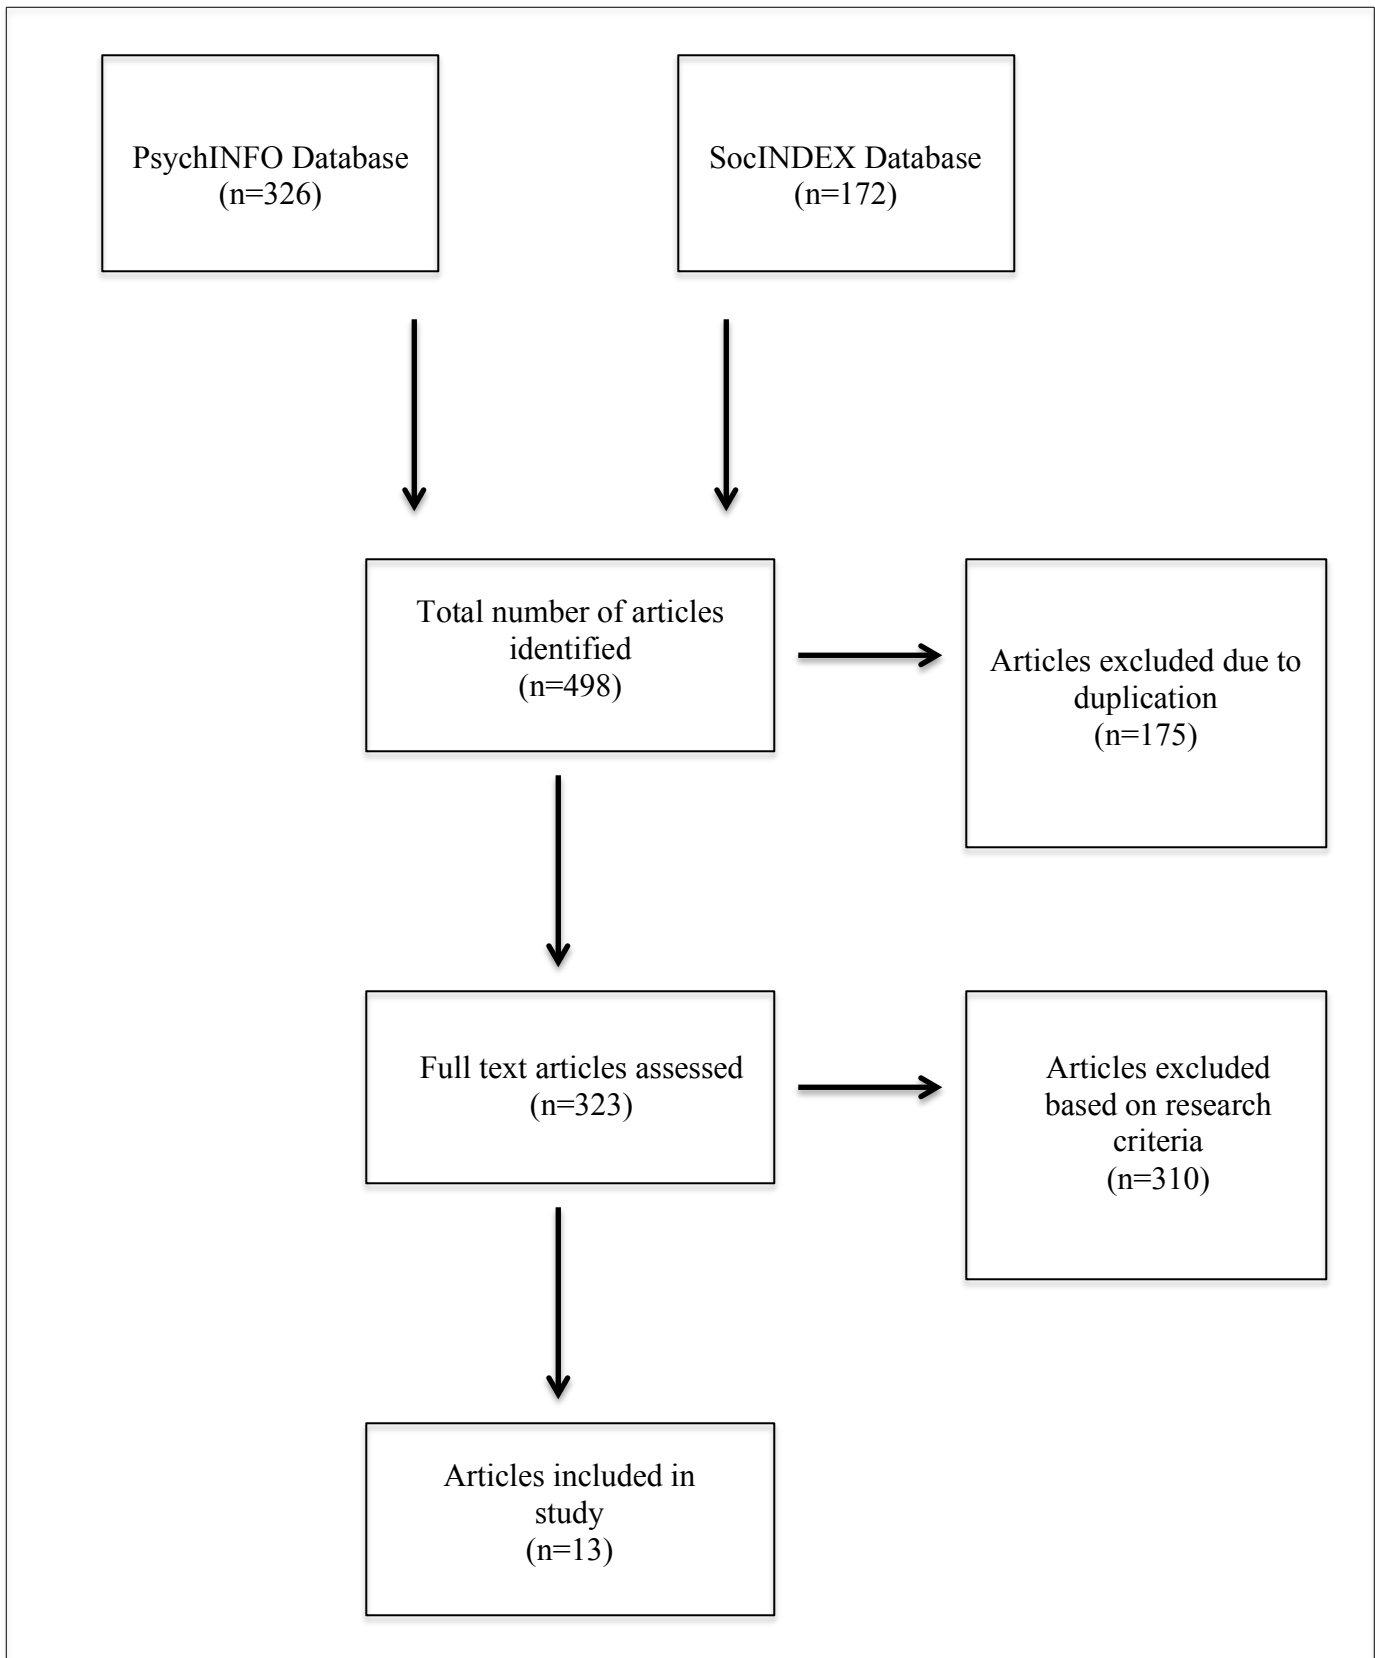 PsychINFO Database
(n=326)
SocINDEX Database
(n=172)
Total number of articles
identified
(n=498)
Articles excluded due to
duplication
(n=175)
Full text articles assessed
(n=323)
Articles excluded
based on research
criteria
(n=310)
Articles included in
study
(n=13)